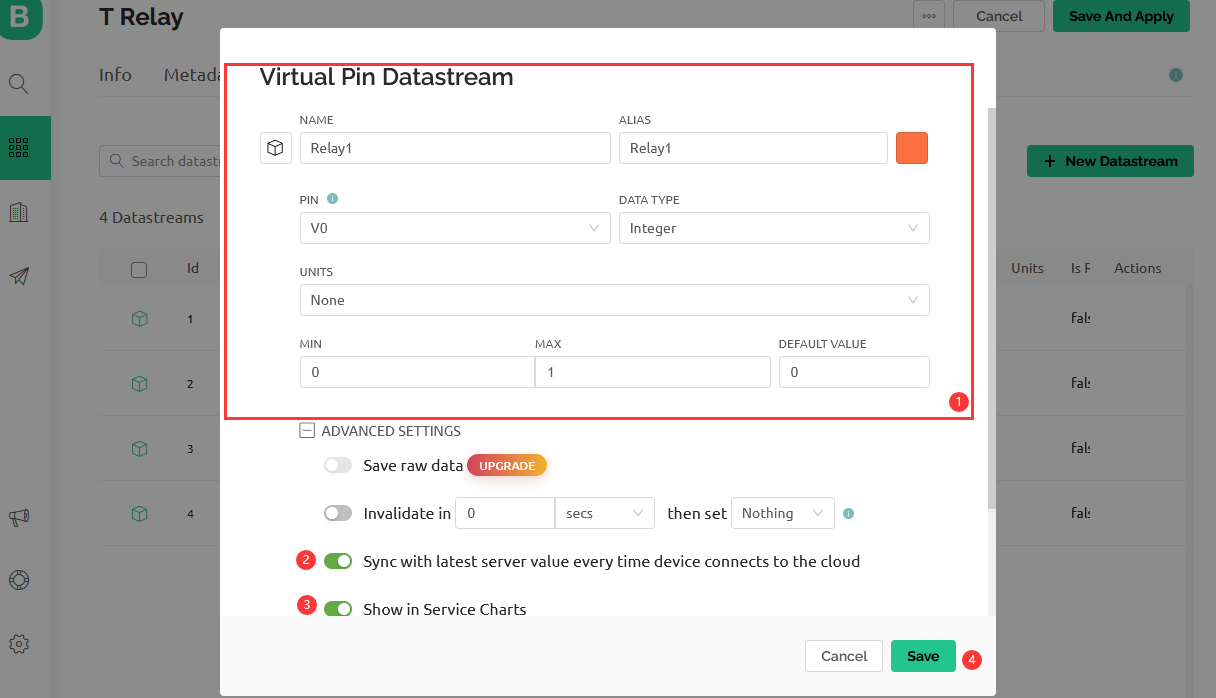 B
T Relay
Cancel
Save And Apply
Info
Metada
Virtual Pin Datastream
NAME
ALIAS
Relay1
Relay1
Search datast
New Datastream
PIN
DATA TYPE
V0
Integer
4 Datastreams
UNITS
Id
Units
Is R
Actions
None
1
fals
MIN
MAX
DEFAULT VALUE
0
1
0
2
fals
1
ADVANCED SETTINGS
3
fals
Save raw data
UPGRADE
4
Invalidate in
0
secs
then set
Nothing
fals
2
Sync with latest server value every time device connects to the cloud
3
Show in Service Charts
Cancel
Save
4